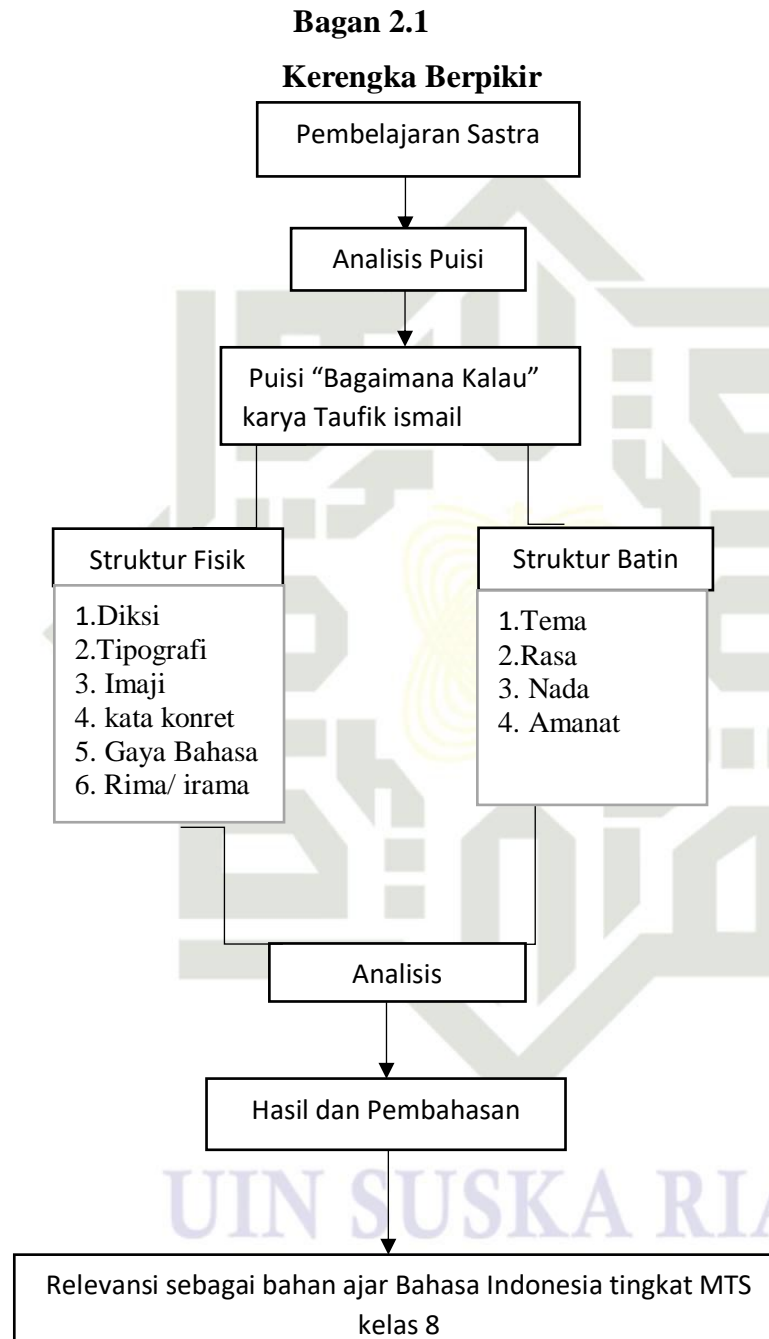 Bagan 2.1
Kerengka Berpikir
Pembelajaran Sastra
Analisis Puisi
Puisi “Bagaimana Kalau”
karya Taufik ismail
Struktur Fisik
1.Diksi
2.Tipografi
3. Imaji
4. kata konret
5. Gaya Bahasa
6. Rima/ irama
Struktur Batin
1.Tema
2.Rasa
3. Nada
4. Amanat
Analisis
Hasil dan Pembahasan
UIN SUSKA RIA
Relevansi sebagai bahan ajar Bahasa Indonesia tingkat MTS
kelas 8